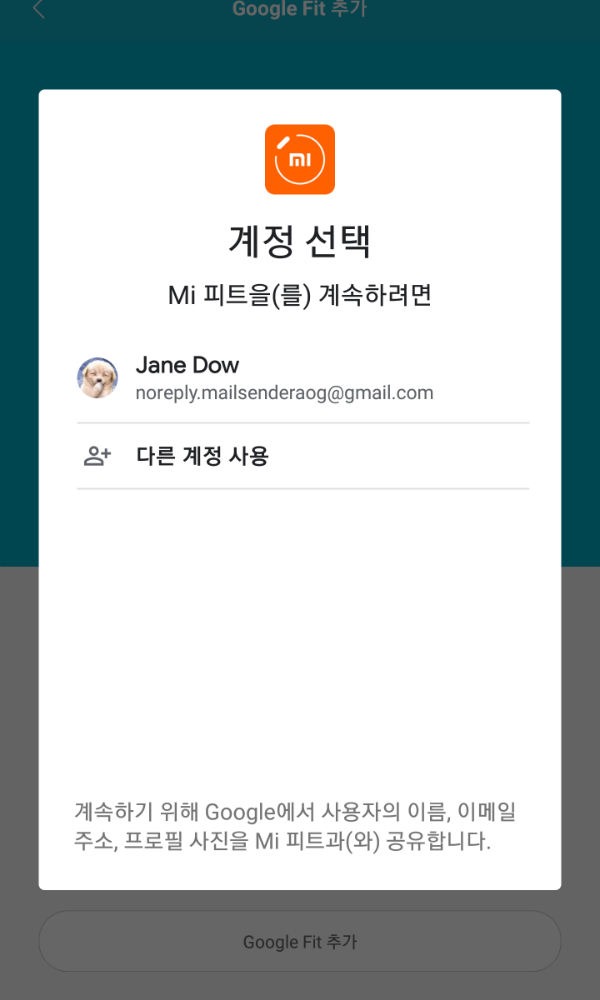 Google Fit 추가
mi
계정 선택
Mi 피트을(를) 계속하려면
Jane Dow
noreply.mailsenderaog@gmail.com
다른 계정 사용
계속하기 위해 Google에서 사용자의 이름, 이메일
주소, 프로필 사진을 Mi 피트과(와) 공유합니다.
Google Fit 추가